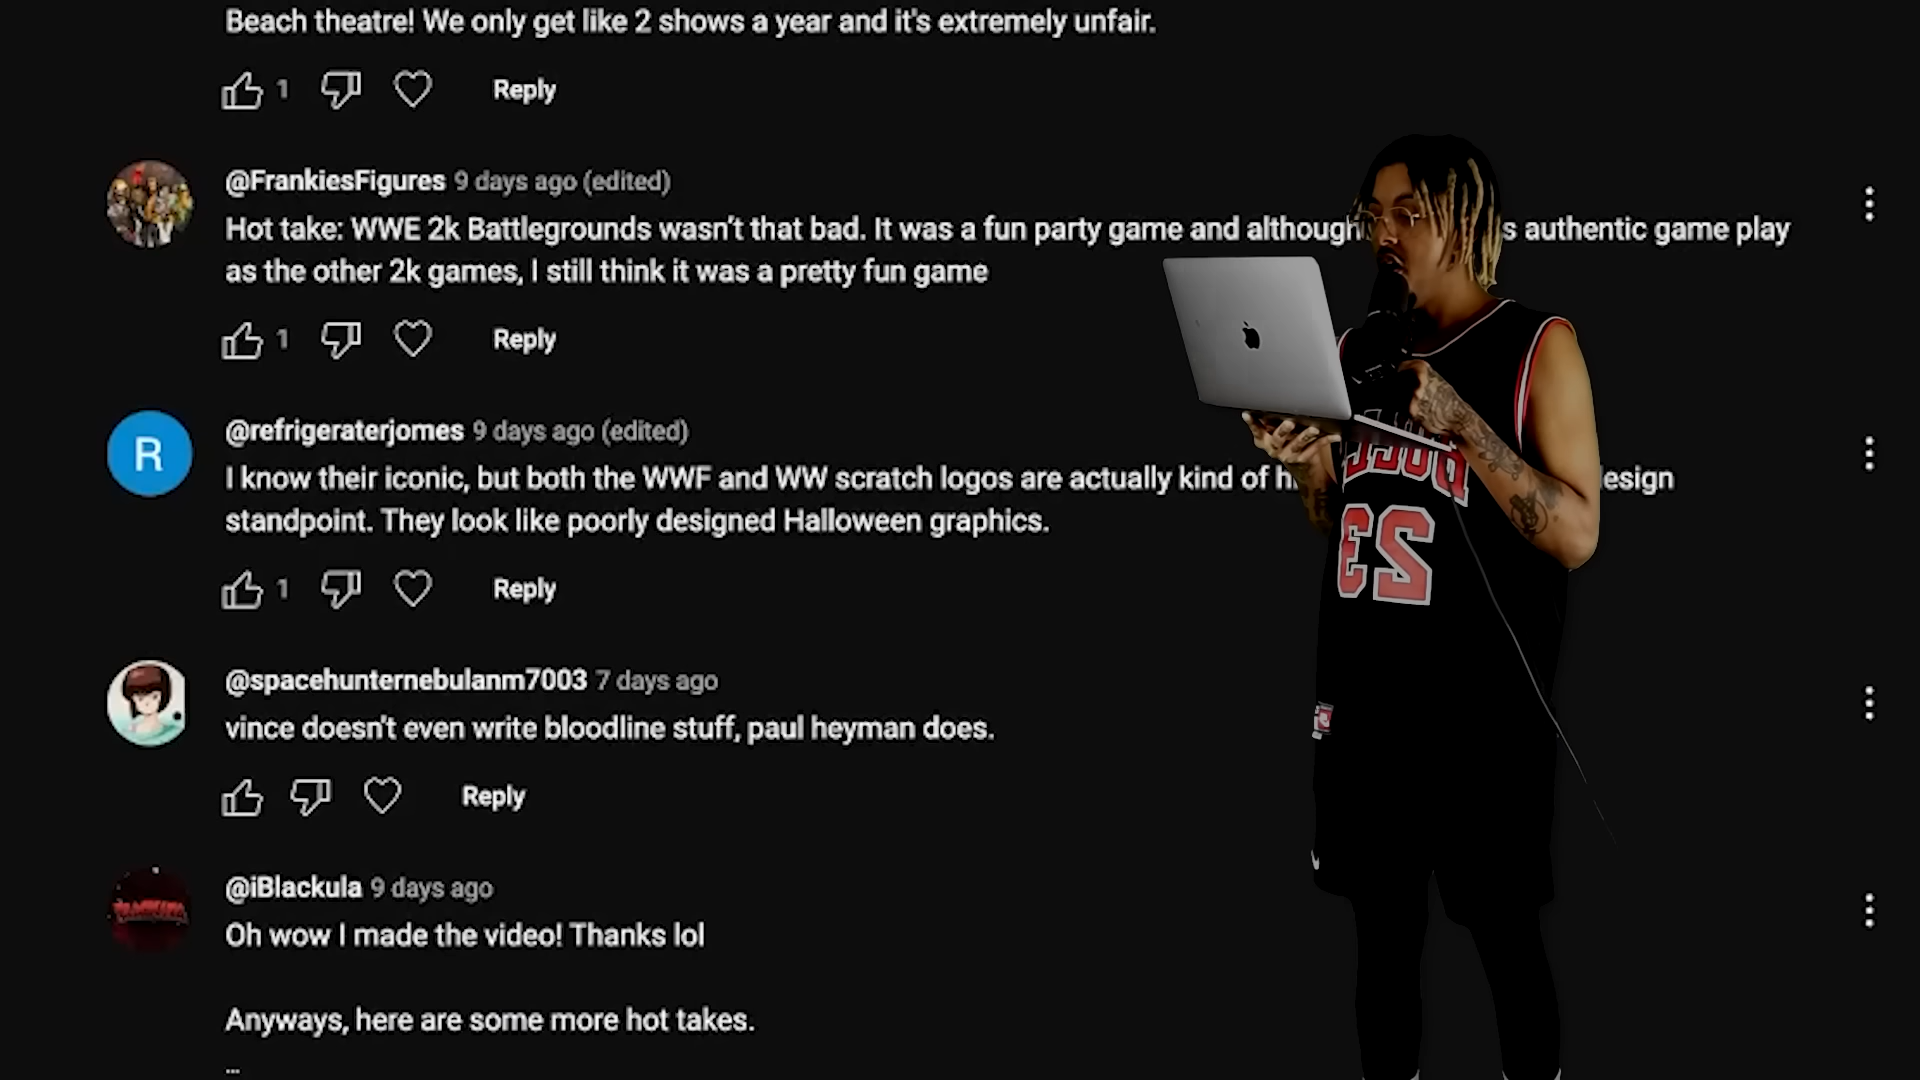 Beach theatre! We only get like 2 shows a year and it's extremely unfair.
1 Reply
@FrankiesFigures 9 days ago (edited)
Hot take: WWE 2k Battlegrounds wasn't that bad. It was a fun party game and although s authentic game play
as the other 2k games, I still think it was a pretty fun game
1 Reply
R
@refrigeraterjomes 9 days ago (edited)
I know their iconic, but both the WWF and WW scratch logos are actually kind of h esign
standpoint. They look like poorly designed Halloween graphics.
1 Reply
@spacehunternebulanm7003 7 days ago
vince doesn't even write bloodline stuff, paul heyman does.
Reply
@iBlackula 9 days ago
Oh wow I made the video! Thanks lol
Anyways, here are some more hot takes.
...
23